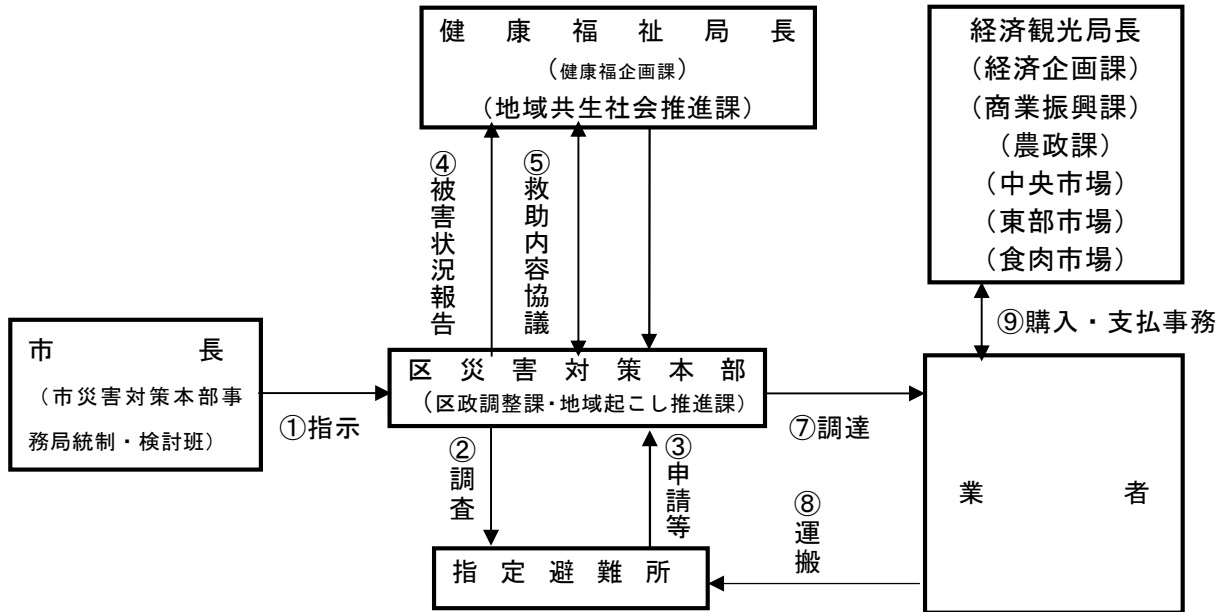 健康福祉局長
(健康福企画課)
(地域共生社会推進課)
経済観光局長
(経済企画課)
(商業振興課)
(農政課)
(中央市場)
(東部市場)
(食肉市場)
④被害状況報告
⑤救助内容協議
⑨購入・支払事務
市長
(市災害対策本部事
務局統制・検討班)
①指示
区災害対策本部
(区政調整課・地域起こし推進課)
⑦調達
業者
②調査
③申請等
⑧運搬
指定避難所